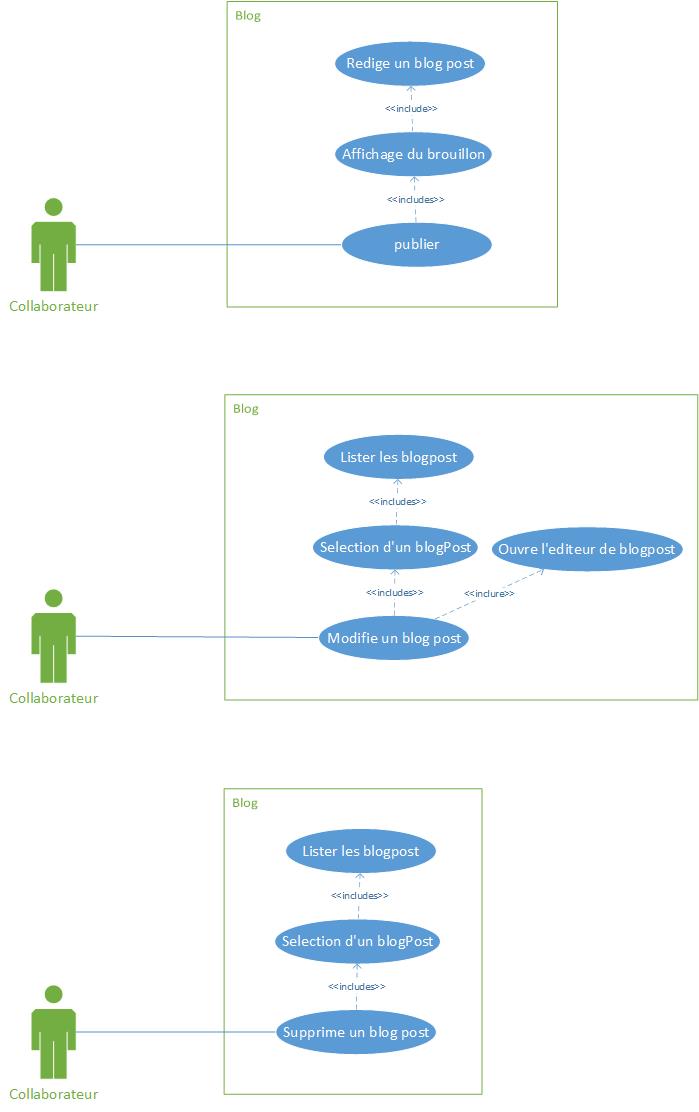 Blog
Redige un blog post
<<include>>
Affichage du brouillon
<<includes>>
publier
Collaborateur
Blog
Lister les blogpost
<<includes>>
Selection d'un blogPost
Ouvre l'editeur de blogpost
<<includes>>
<<inclure>>
Modifie un blog post
Collaborateur
Blog
Lister les blogpost
<<includes>>
Selection d'un blogPost
<<includes>>
Supprime un blog post
Collaborateur